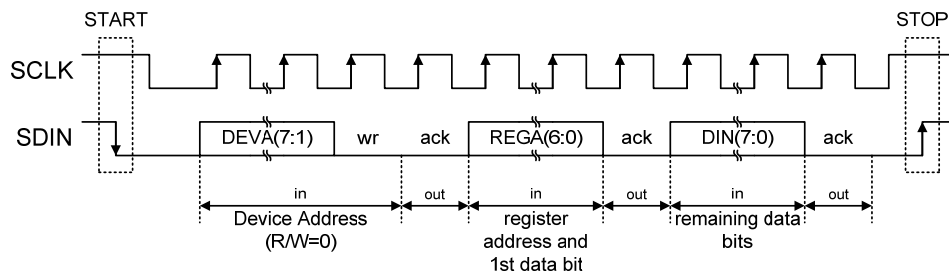 START
STOP
SCLK
SDIN
DEVA(7:1)
wr
ack
REGA(6:0)
ack
DIN(7:0)
ack
in
out
in
out
in
out
Device Address
(R/W=0)
register
address and
1st data bit
remaining data
bits